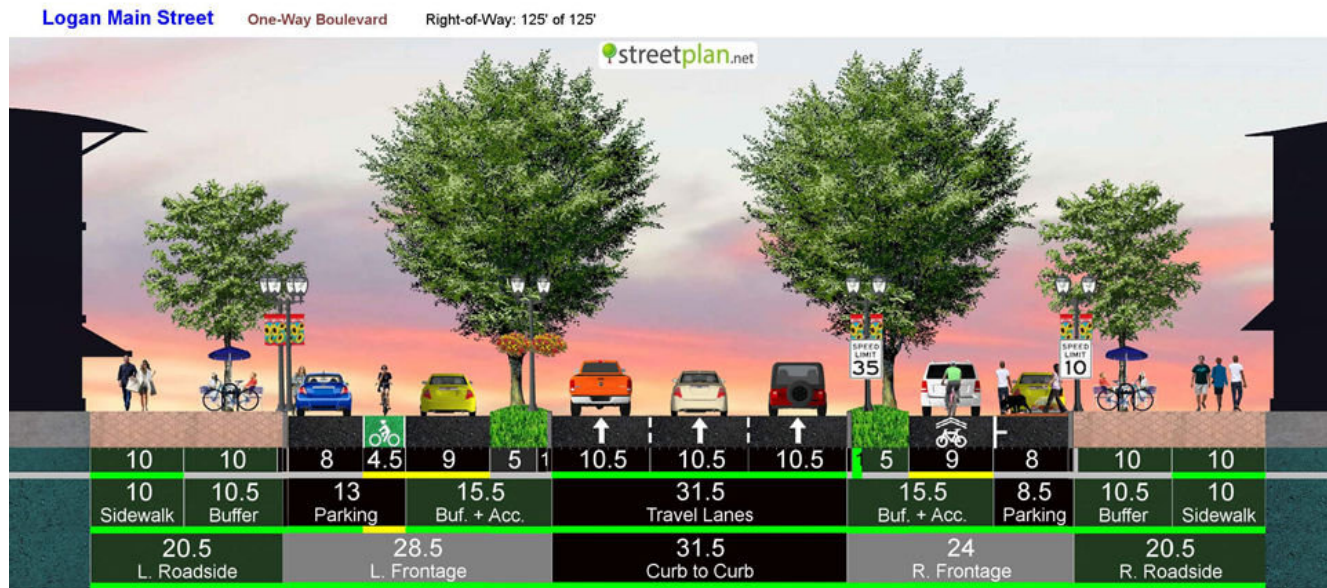 Logan Main Street One-Way Boulevard Right-of-Way: 125' of 125'
streetplan.net
SPEED LIMIT 35
SPEED LIMIT 10
10 10 8 4.5 9 5 1 10.5 10.5 10.5 5 9 8 10 10
10 10.5 13 15.5 31.5 15.5 8.5 10.5 10
Sidewalk Buffer Parking Buf. + Acc. Travel Lanes Buf. + Acc. Parking Buffer Sidewalk
20.5 28.5 31.5 24 20.5
L. Roadside L. Frontage Curb to Curb R. Frontage R. Roadside